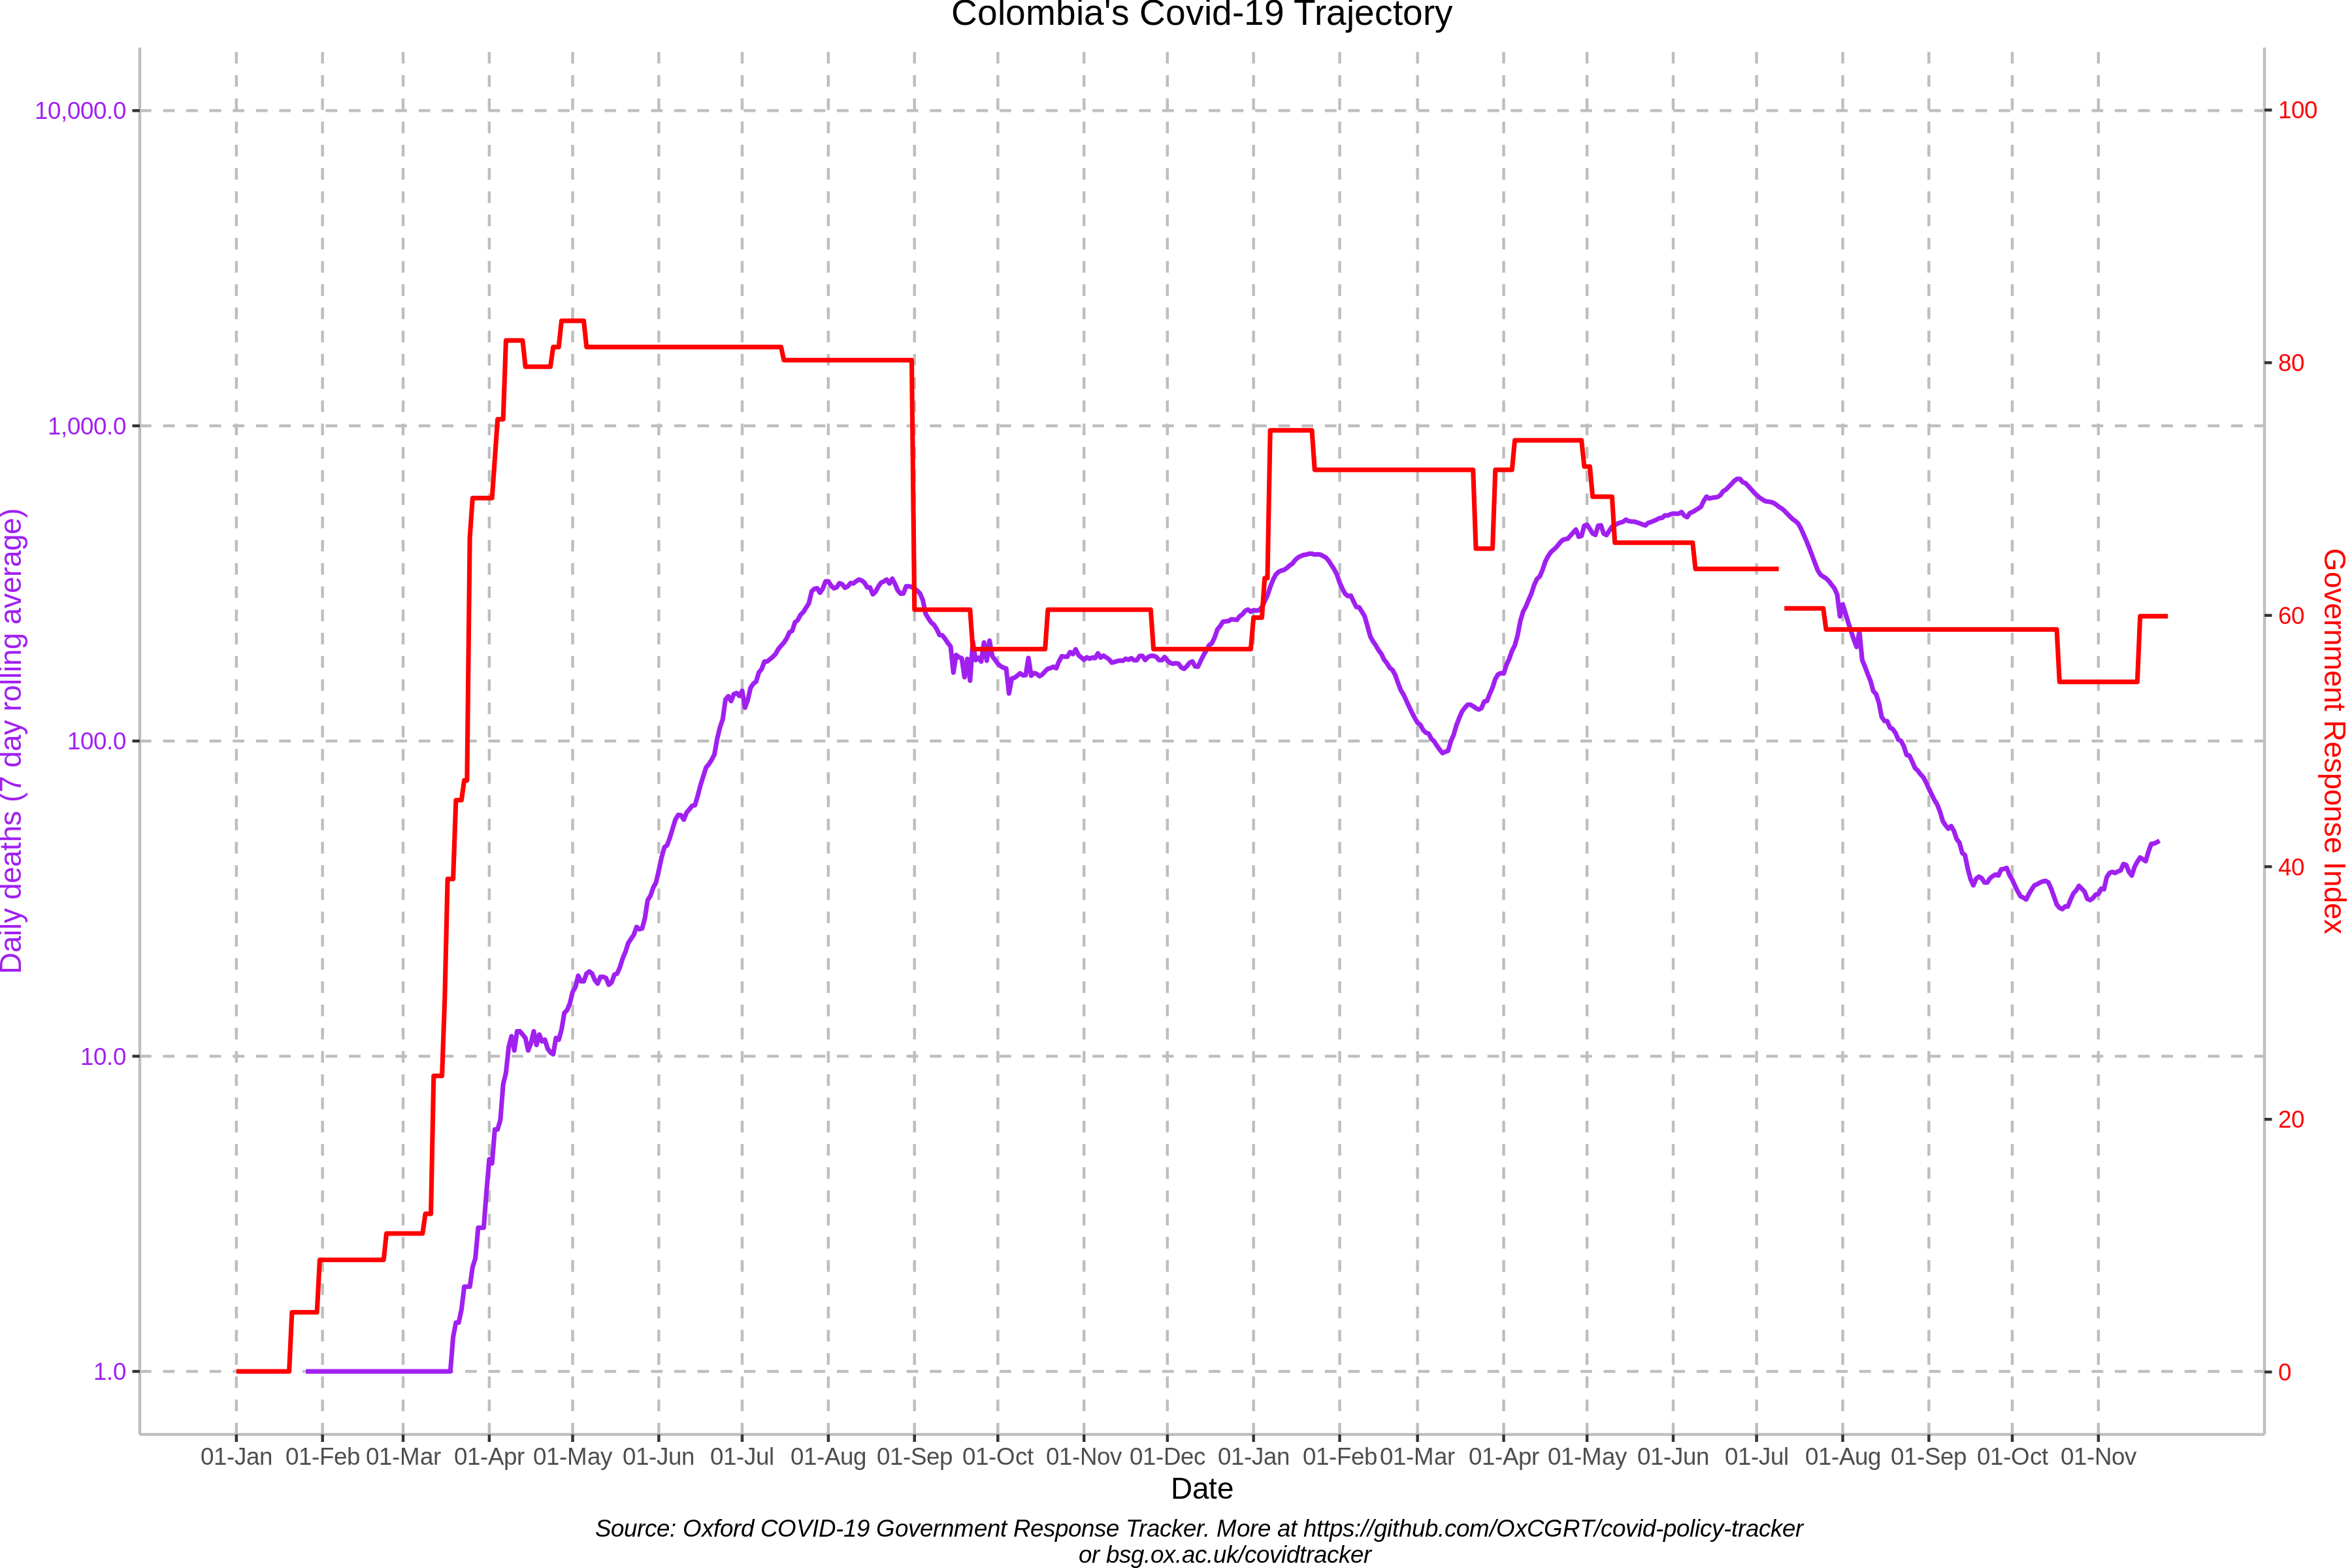 Colombia's Covid-19 Trajectory
10,000.0
1,000.0
100.0
10.0
1.0
Daily deaths (7 day rolling average)
100
80
60
40
20
0
Government Response Index
01-Jan 01-Feb 01-Mar 01-Apr 01-May 01-Jun 01-Jul 01-Aug 01-Sep 01-Oct 01-Nov 01-Dec 01-Jan 01-Feb 01-Mar 01-Apr 01-May 01-Jun 01-Jul 01-Aug 01-Sep 01-Oct 01-Nov
Date
Source: Oxford COVID-19 Government Response Tracker. More at https://github.com/OxCGRT/covid-policy-tracker
or bsg.ox.ac.uk/covidtracker